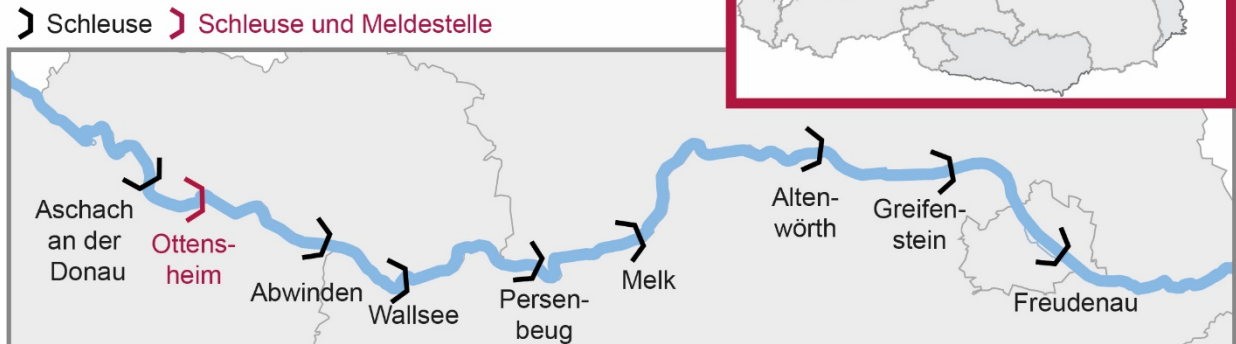 Schleuse
Schleuse und Meldestelle
Aschach
an der
Donau
Ottens-
heim
Abwinden
Wallsee
Persen-
beug
Melk
Alten-
wörth
Greifen-
stein
Freudenau